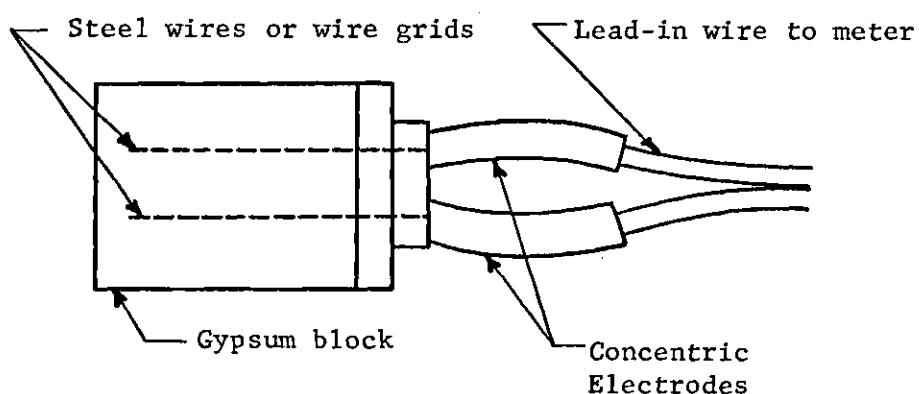 Steel wires or wire grids
Lead-in wire to meter
Gypsum block
Concentric
Electrodes